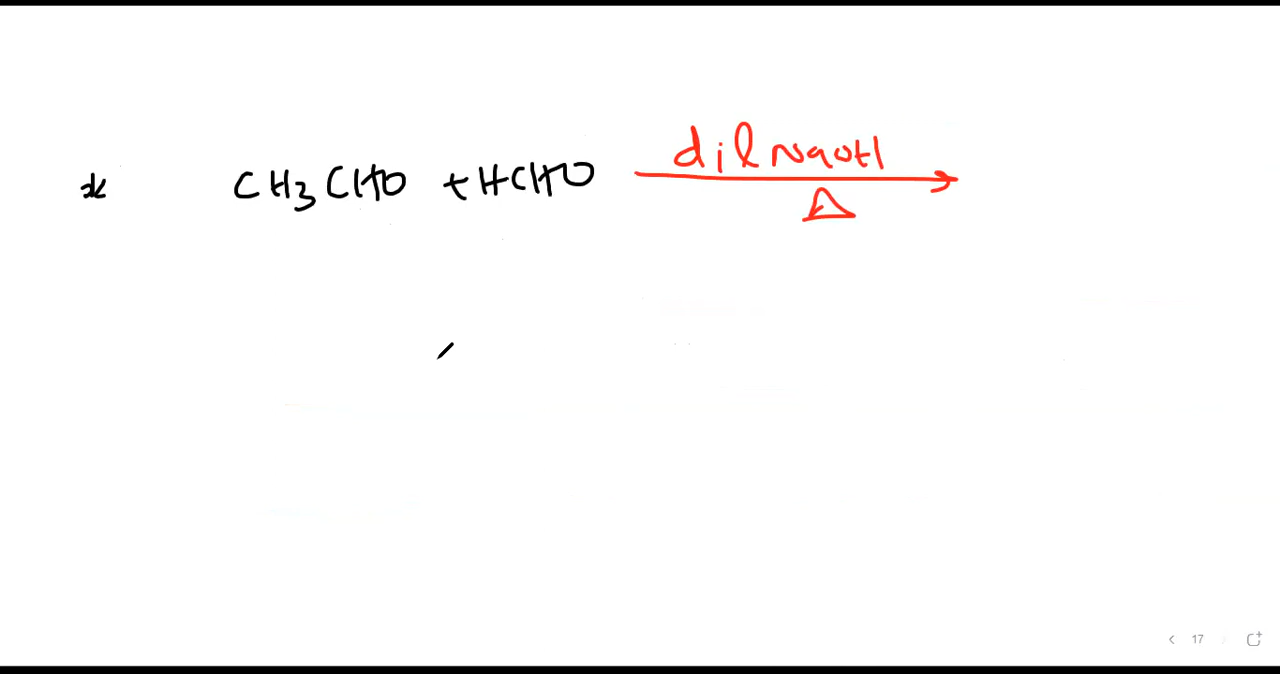 * CH3CHO + HCHO dil NaOH
Δ
17